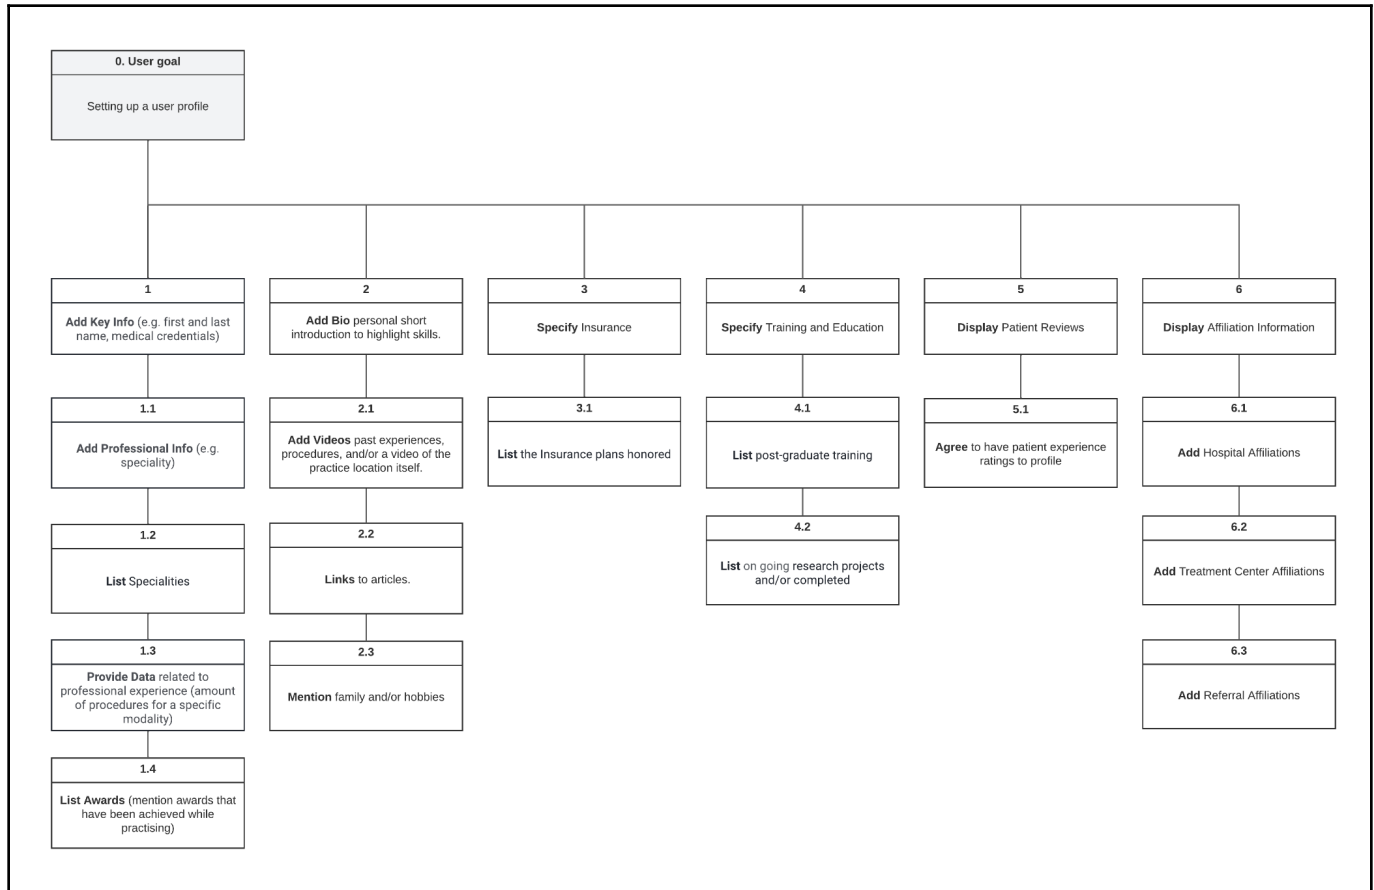 0. User goal
Setting up a user profile
1
Add Key Info (e.g. first and last
name, medical credentials)
1.1
Add Professional Info (e.g.
speciality)
1.2
List Specialities
1.3
Provide Data related to
professional experience (amount
of procedures for a specific
modality)
1.4
List Awards (mention awards that
have been achieved while
practising)
2
Add Bio personal short
introduction to highlight skills.
2.1
Add Videos past experiences,
procedures, and/or a video of the
practice location itself.
2.2
Links to articles.
2.3
Mention family and/or hobbies
3
Specify Insurance
3.1
List the Insurance plans honored
4
Specify Training and Education
4.1
List post-graduate training
4.2
List on going research projects
and/or completed
5
Display Patient Reviews
5.1
Agree to have patient experience
ratings to profile
6
Display Affiliation Information
6.1
Add Hospital Affiliations
6.2
Add Treatment Center Affiliations
6.3
Add Referral Affiliations